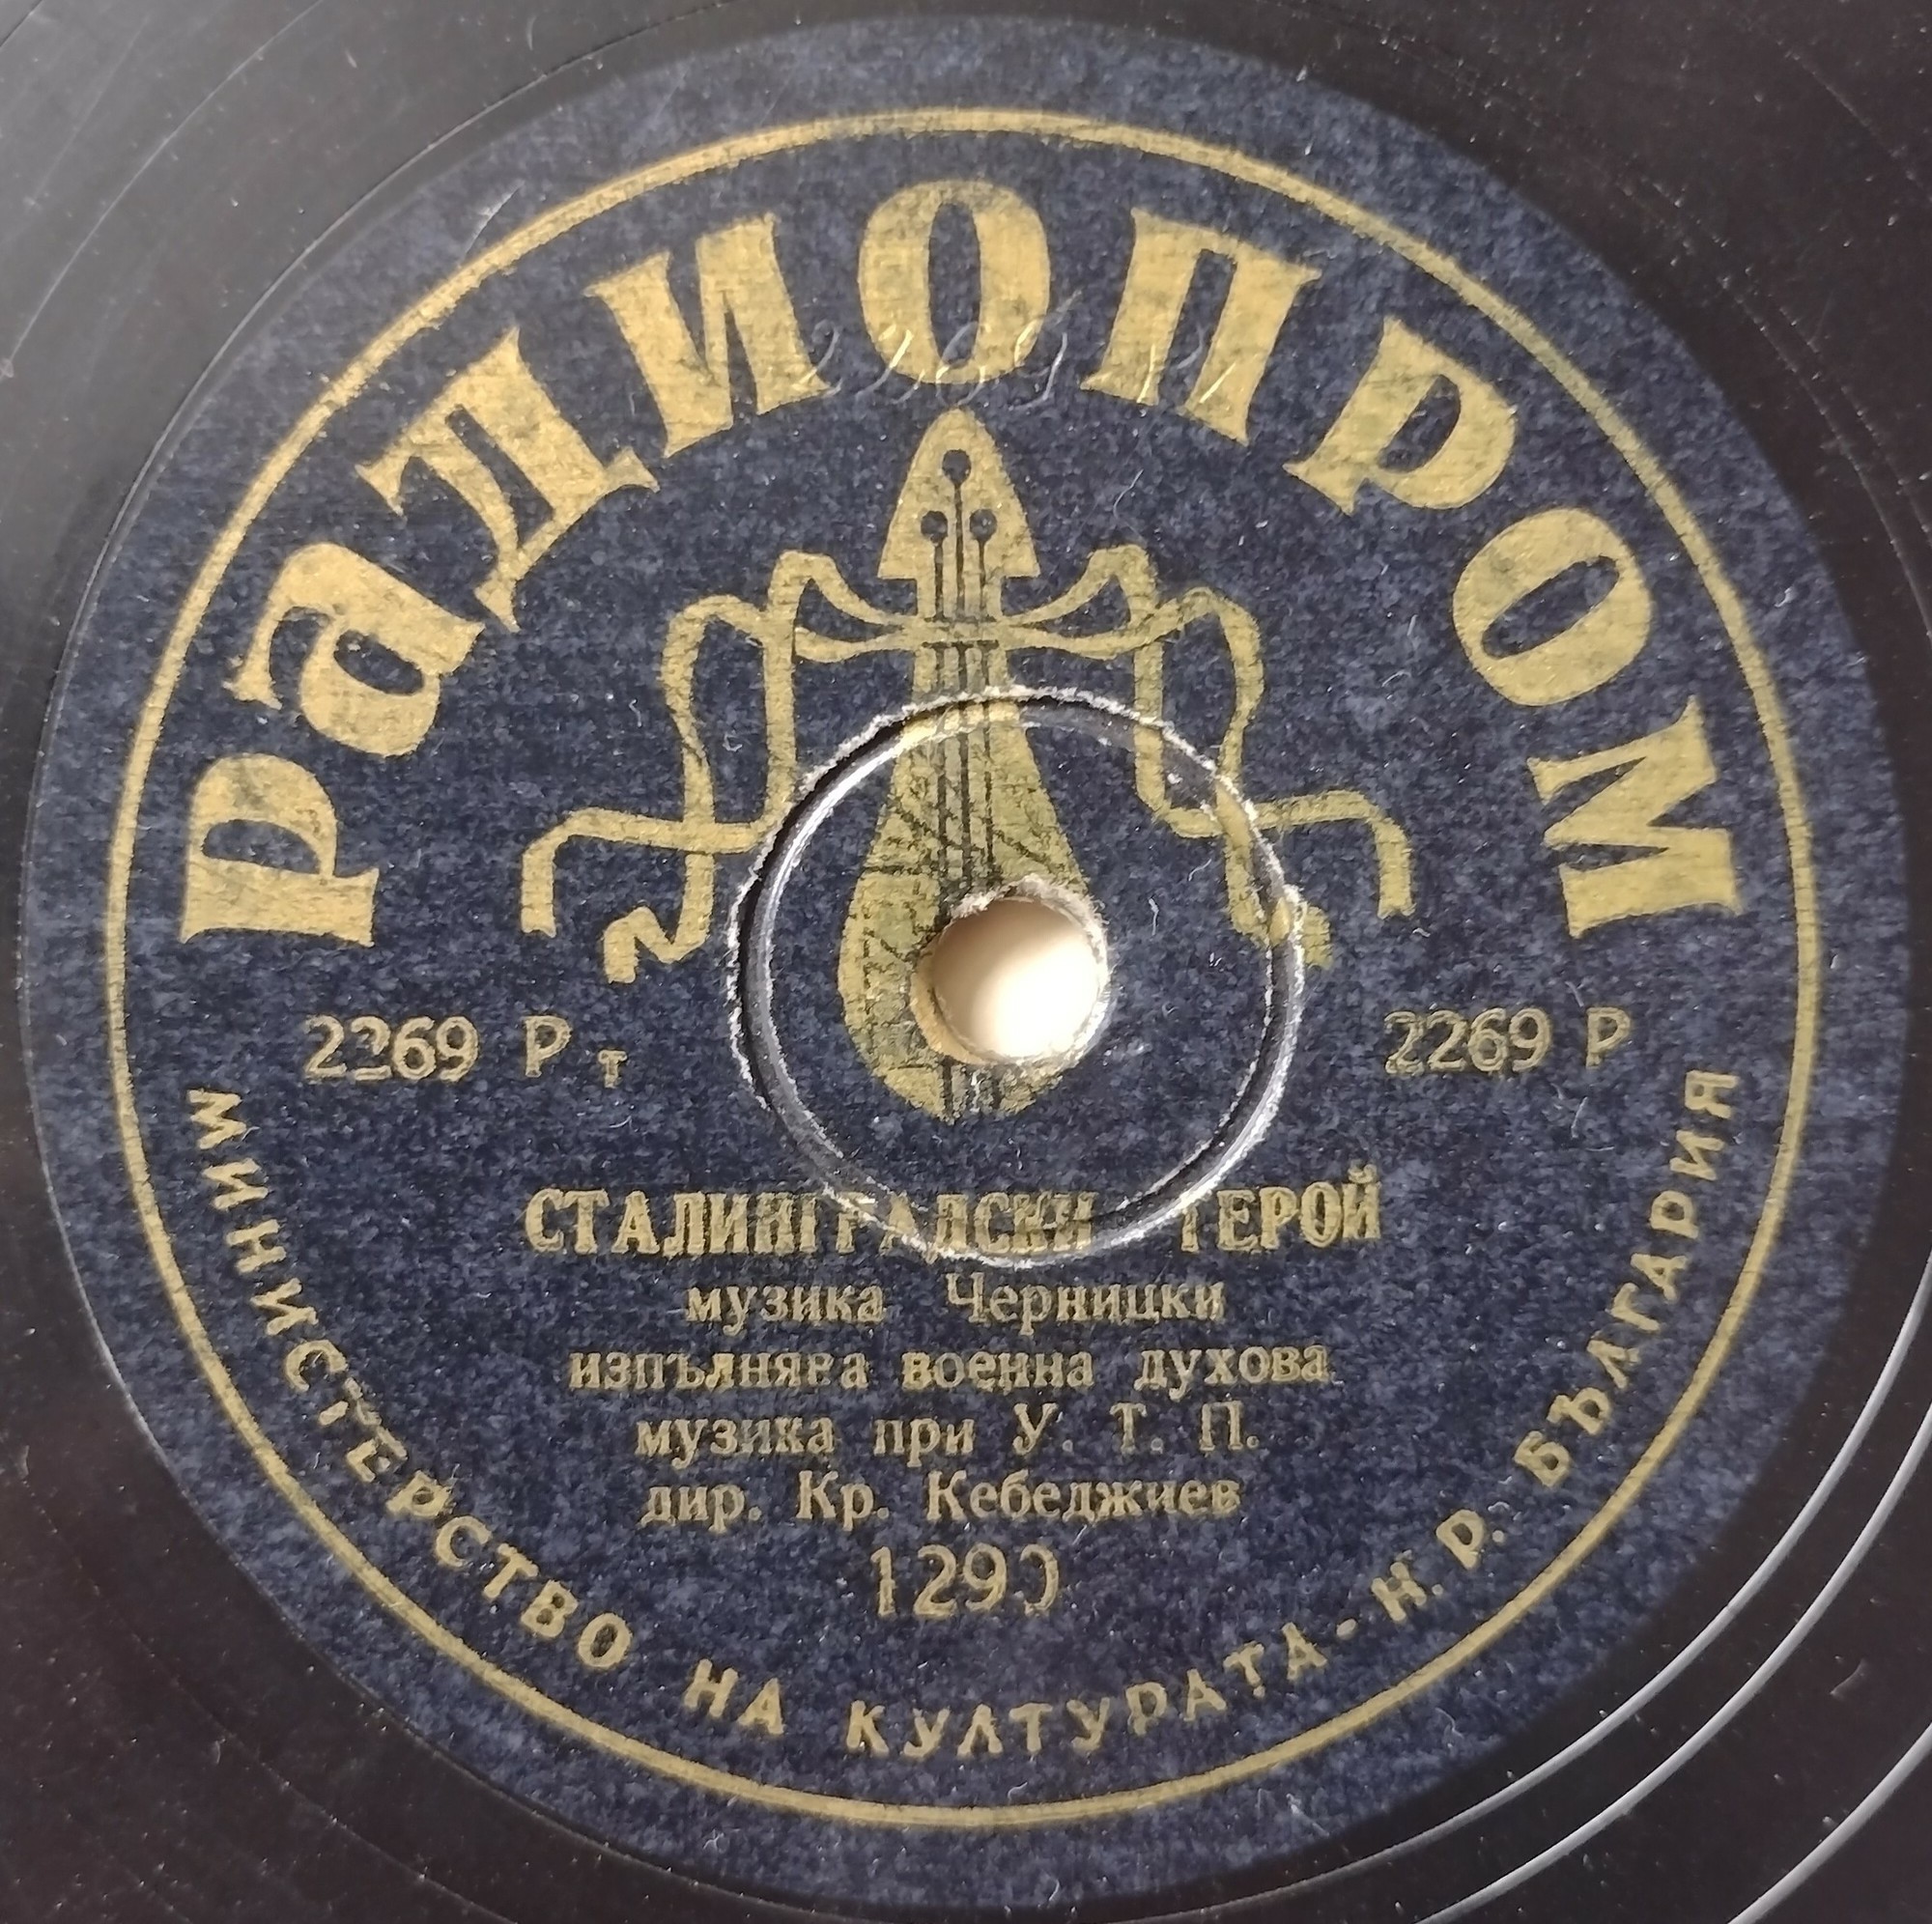 РАДИОПРОМ
2269 Р т 2269 Р
СТАЛИНГРАДСКИ ГЕРОЙ
музика Черницки
изпълнява военна духова
музика при У. Т. П.
дир. Кр. Кебеджиев
1290
МИНИСТЕРСТВО НА КУЛТУРАТА - Н. Р. БЪЛГАРИЯ